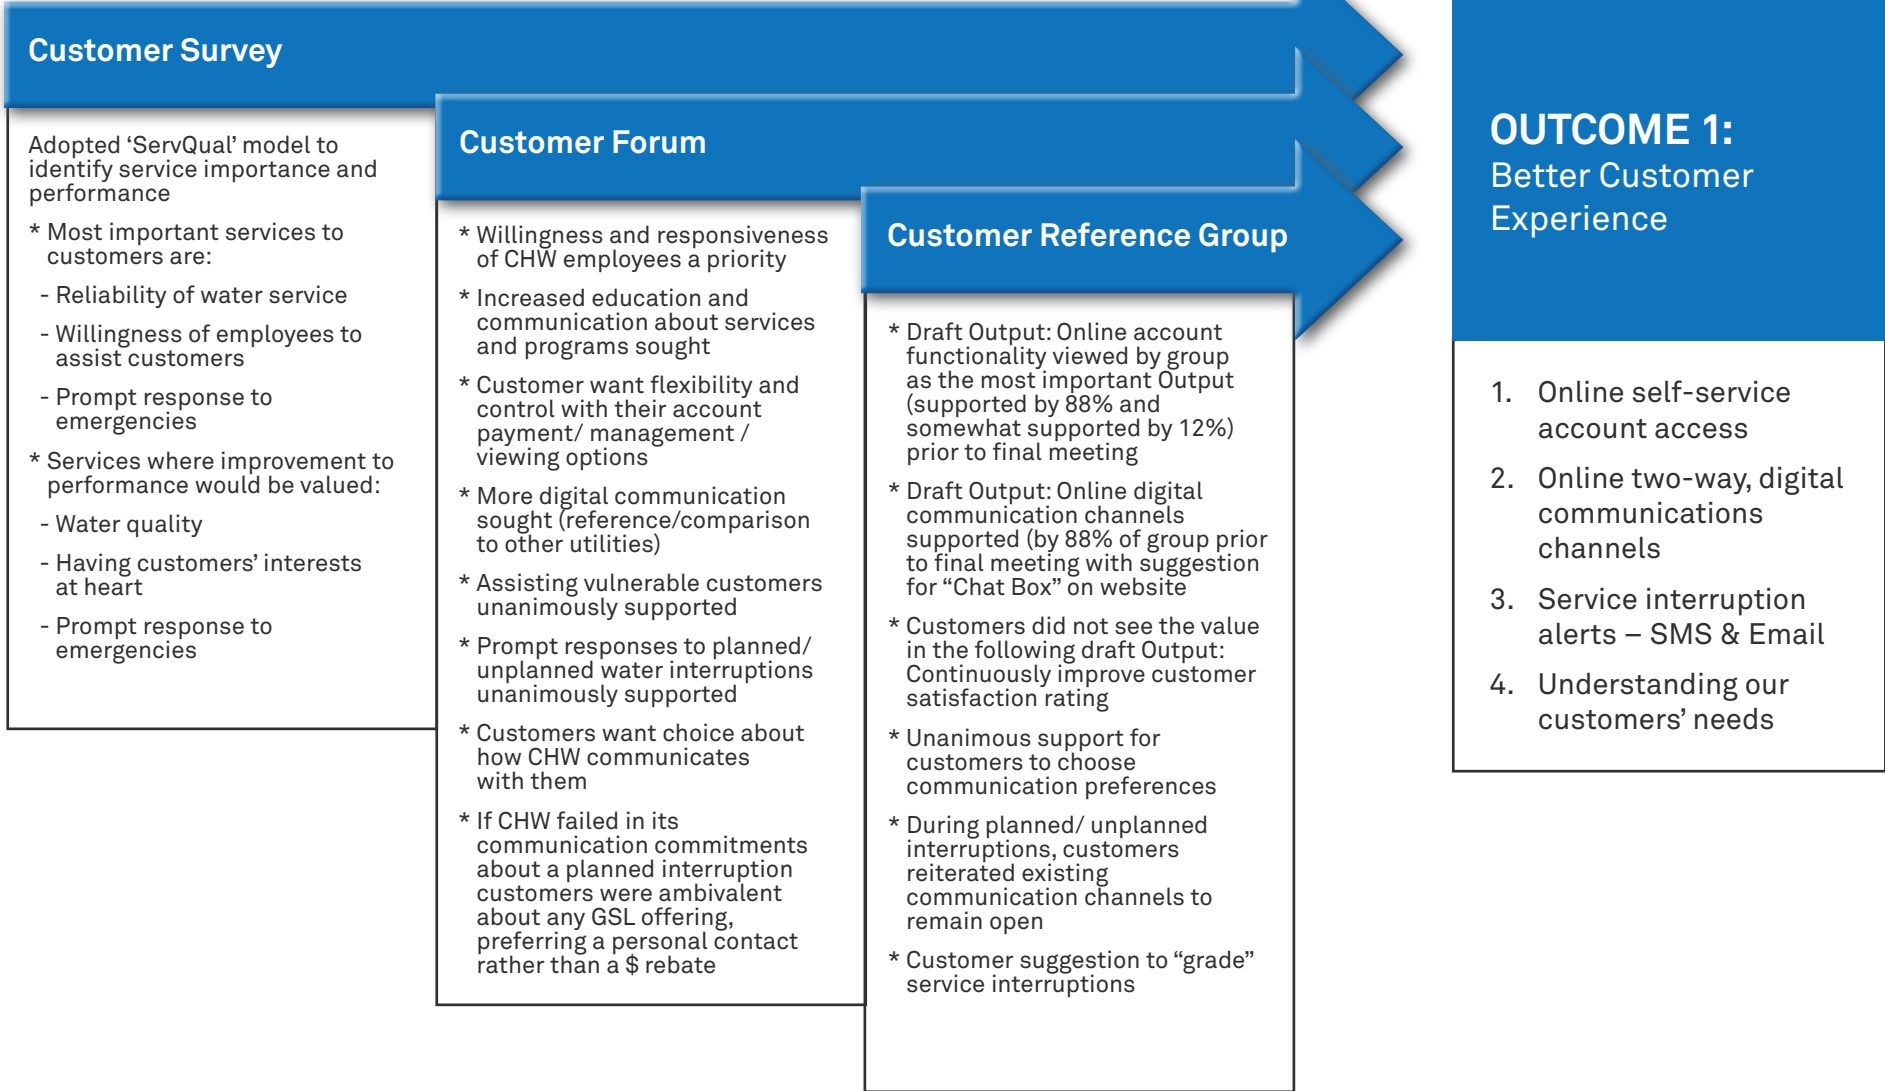 Customer Survey
Adopted ‘ServQual’ model to
identify service importance and
performance
* Most important services to
customers are:
- Reliability of water service
- Willingness of employees to
assist customers
- Prompt response to
emergencies
* Services where improvement to
performance would be valued:
- Water quality
- Having customers’ interests
at heart
- Prompt response to
emergencies
Customer Forum
* Willingness and responsiveness
of CHW employees a priority
* Increased education and
communication about services
and programs sought
* Customer want flexibility and
control with their account
payment/ management /
viewing options
* More digital communication
sought (reference/comparison
to other utilities)
* Assisting vulnerable customers
unanimously supported
* Prompt responses to planned/
unplanned water interruptions
unanimously supported
* Customers want choice about
how CHW communicates
with them
* If CHW failed in its
communication commitments
about a planned interruption
customers were ambivalent
about any GSL offering,
preferring a personal contact
rather than a $ rebate
Customer Reference Group
* Draft Output: Online account
functionality viewed by group
as the most important Output
(supported by 88% and
somewhat supported by 12%)
prior to final meeting
* Draft Output: Online digital
communication channels
supported (by 88% of group prior
to final meeting with suggestion
for “Chat Box” on website
* Customers did not see the value
in the following draft Output:
Continuously improve customer
satisfaction rating
* Unanimous support for
customers to choose
communication preferences
* During planned/ unplanned
interruptions, customers
reiterated existing
communication channels to
remain open
* Customer suggestion to “grade”
service interruptions
OUTCOME 1:
Better Customer
Experience
1. Online self-service
account access
2. Online two-way, digital
communications
channels
3. Service interruption
alerts – SMS & Email
4. Understanding our
customers’ needs